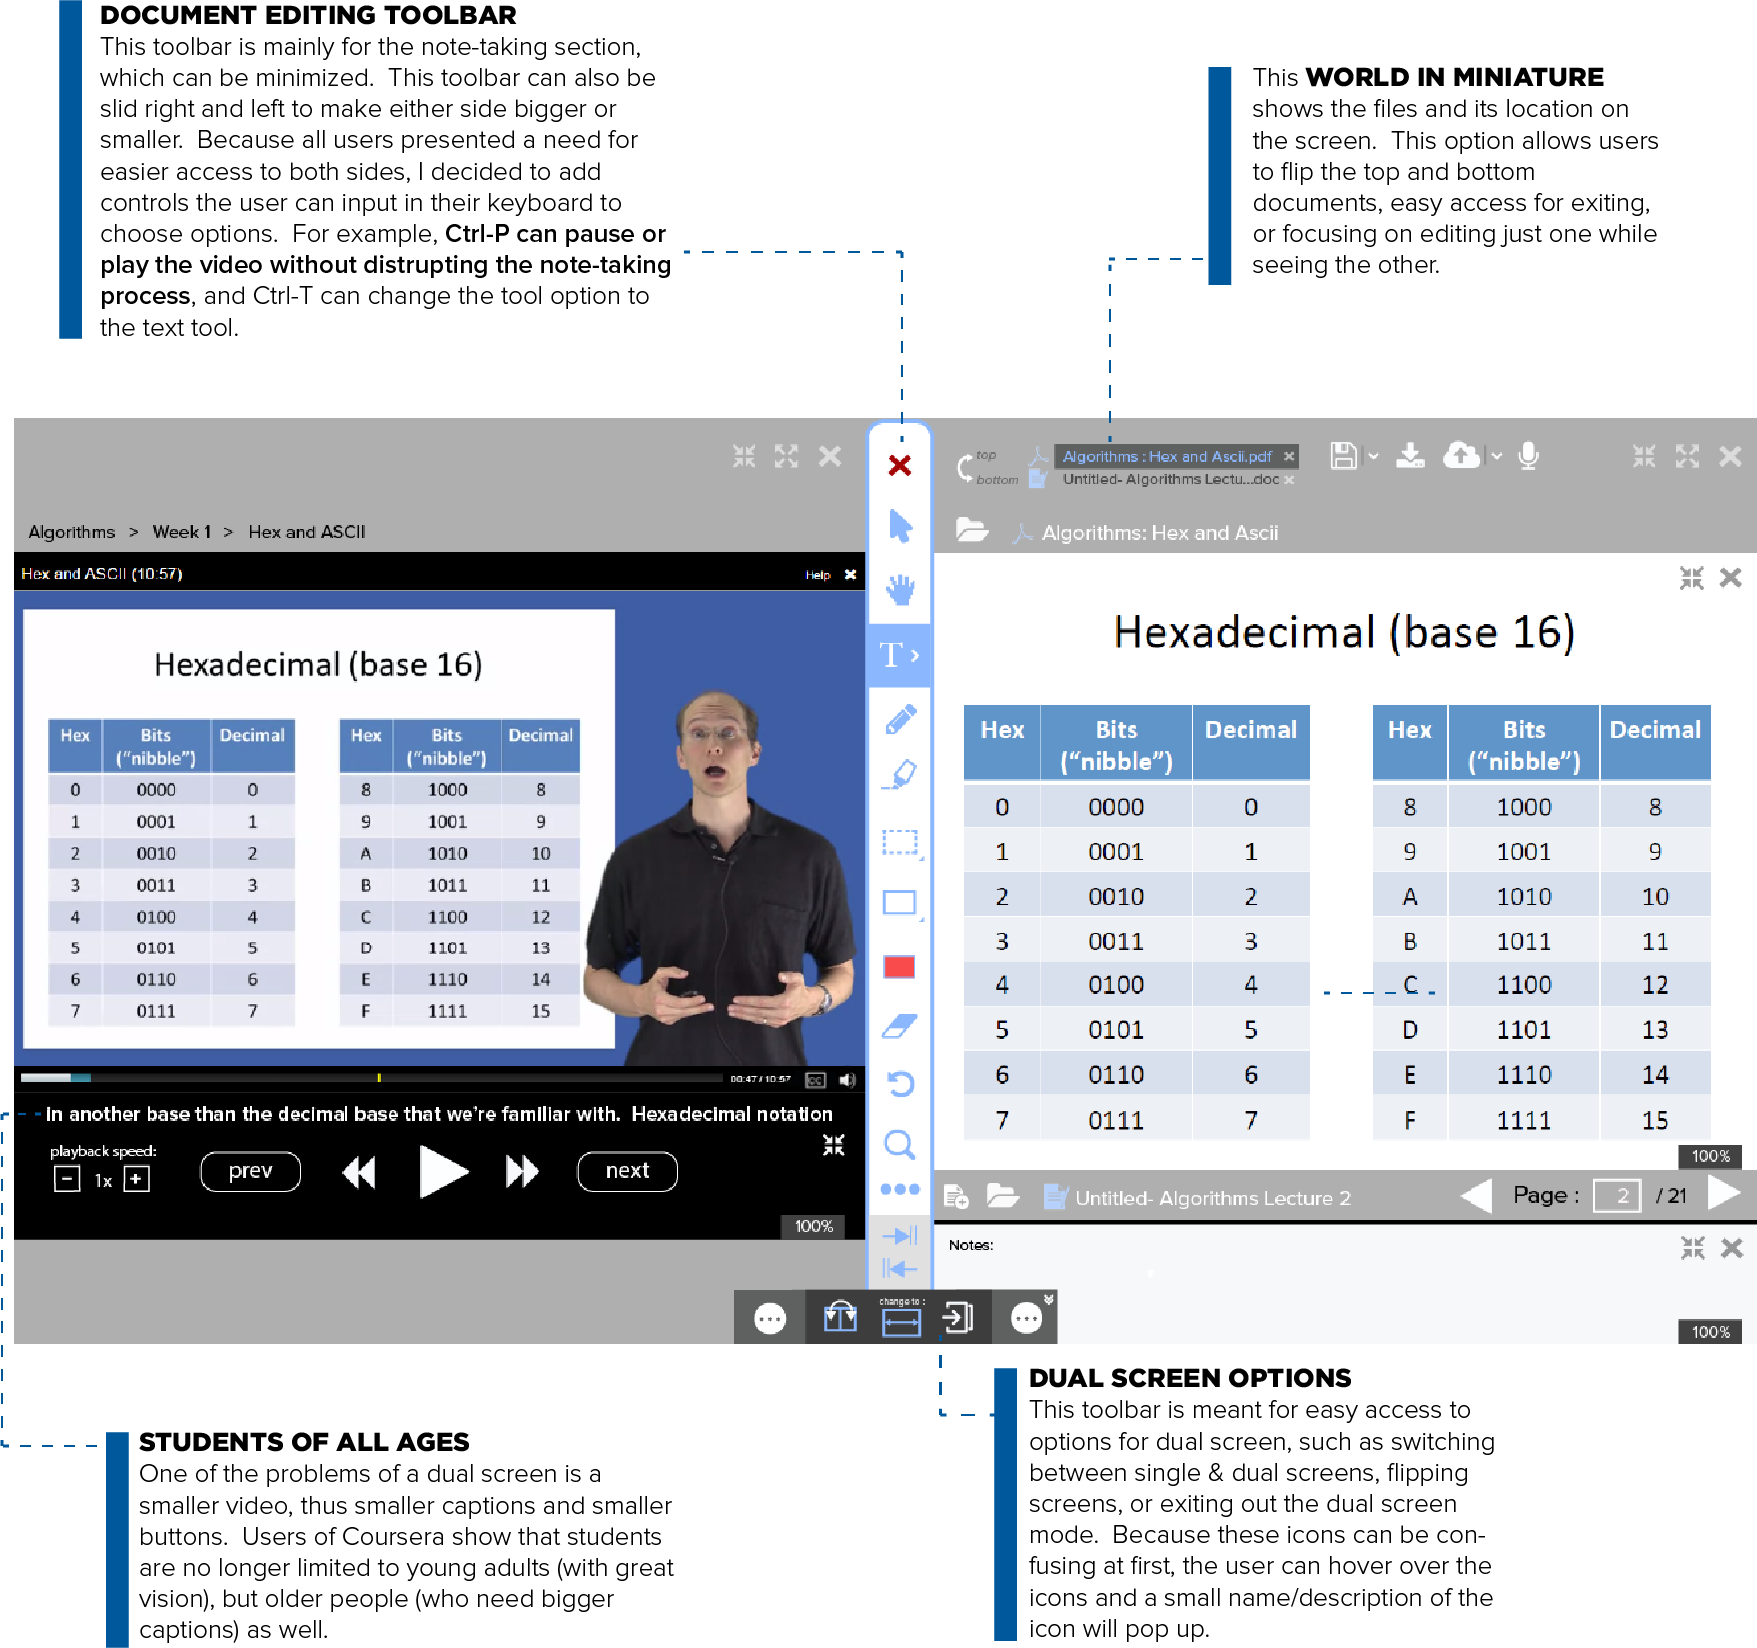 DOCUMENT EDITING TOOLBAR
This toolbar is mainly for the note-taking section,
which can be minimized.  This toolbar can also be
slid right and left to make either side bigger or
smaller.  Because all users presented a need for
easier access to both sides, I decided to add
controls the user can input in their keyboard to
choose options.  For example, Ctrl-P can pause or
play the video without distrupting the note-taking
process, and Ctrl-T can change the tool option to
the text tool.
This WORLD IN MINIATURE
shows the files and its location on
the screen.  This option allows users
to flip the top and bottom
documents, easy access for exiting,
or focusing on editing just one while
seeing the other.
top
bottom
Algorithms : Hex and Ascii.pdf
Untitled- Algorithms Lectu...doc
Algorithms > Week 1 > Hex and ASCII
Algorithms: Hex and Ascii
Hex and ASCII (10:57)
Help
Hexadecimal (base 16)
Hex Bits ("nibble") Decimal
0 0000 0
1 0001 1
2 0010 2
3 0011 3
4 0100 4
5 0101 5
6 0110 6
7 0111 7
Hex Bits ("nibble") Decimal
8 1000 8
9 1001 9
A 1010 10
B 1011 11
C 1100 12
D 1101 13
E 1110 14
F 1111 15
00:47 / 10:57
CC
In another base than the decimal base that we're familiar with.  Hexadecimal notation
playback speed:
− 1x +
prev
next
100%
T
change to :
Hexadecimal (base 16)
Hex Bits ("nibble") Decimal
0 0000 0
1 0001 1
2 0010 2
3 0011 3
4 0100 4
5 0101 5
6 0110 6
7 0111 7
Hex Bits ("nibble") Decimal
8 1000 8
9 1001 9
A 1010 10
B 1011 11
C 1100 12
D 1101 13
E 1110 14
F 1111 15
100%
Untitled- Algorithms Lecture 2
Page : 2 / 21
Notes:
100%
STUDENTS OF ALL AGES
One of the problems of a dual screen is a
smaller video, thus smaller captions and smaller
buttons.  Users of Coursera show that students
are no longer limited to young adults (with great
vision), but older people (who need bigger
captions) as well.
DUAL SCREEN OPTIONS
This toolbar is meant for easy access to
options for dual screen, such as switching
between single & dual screens, flipping
screens, or exiting out the dual screen
mode.  Because these icons can be con-
fusing at first, the user can hover over the
icons and a small name/description of the
icon will pop up.